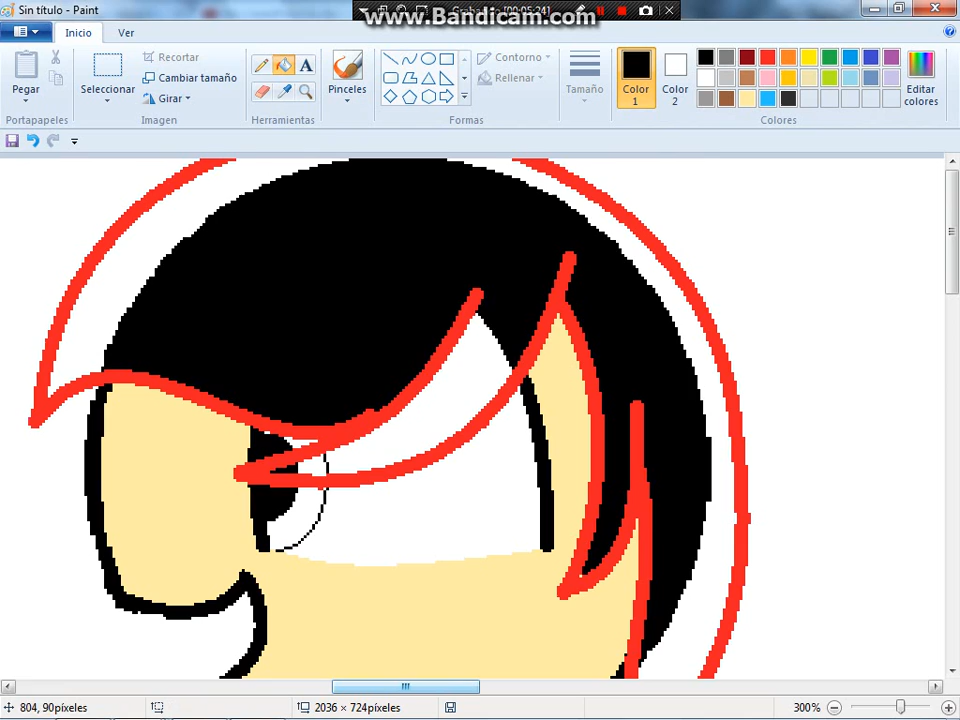 Sin título - Paint
www.Bandicam.com
Inicio
Ver
Pegar
Portapapeles
Seleccionar
Recortar
Cambiar tamaño
Girar
Imagen
A
Herramientas
Pinceles
Contorno
Rellenar
Formas
Tamaño
Color 1
Color 2
Editar colores
Colores
804, 90píxeles
2036 × 724píxeles
300%